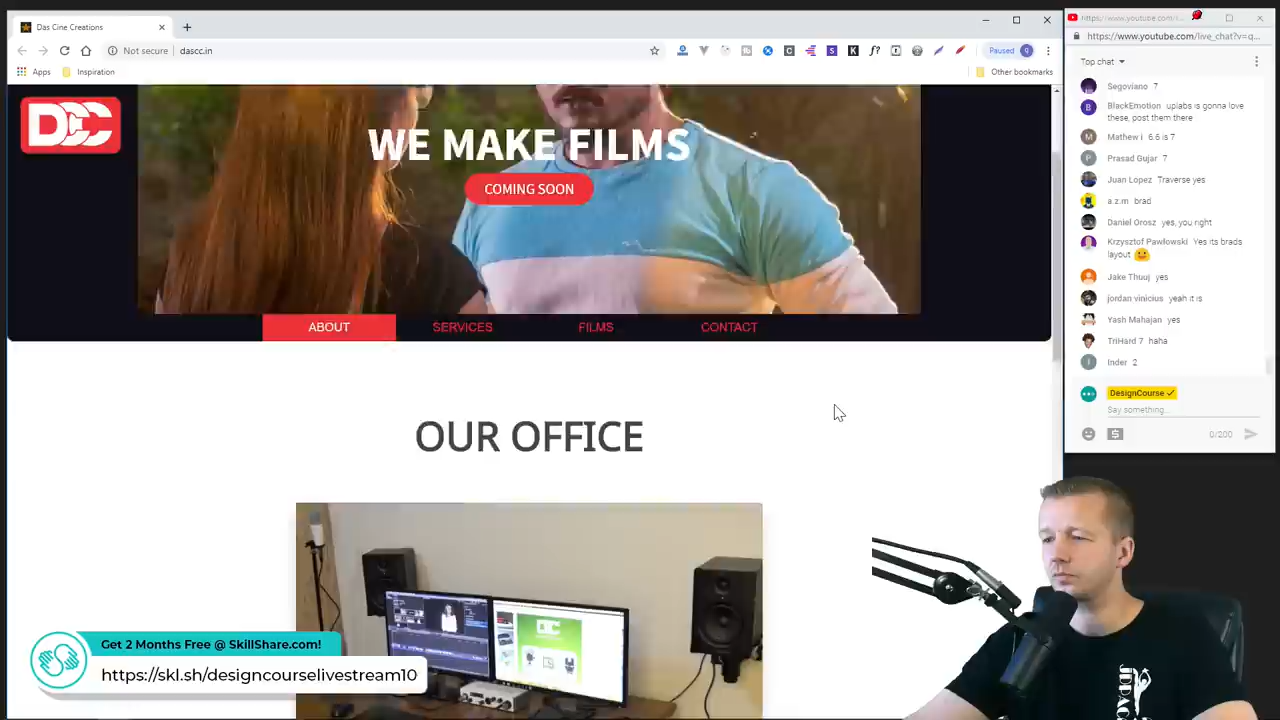 Das Cine Creations
Not secure
dascc.in
Paused
Apps
Inspiration
Other bookmarks
DCC
WE MAKE FILMS
COMING SOON
ABOUT
SERVICES
FILMS
CONTACT
OUR OFFICE
Get 2 Months Free @ SkillShare.com!
https://skl.sh/designcourselivestream10
https://www.youtube.com/l...
https://www.youtube.com/live_chat?v=q...
Top chat
Segoviano 7
BlackEmotion uplabs is gonna love
these, post them there
Mathew i 6.6 is 7
Prasad Gujar 7
Juan Lopez Traverse yes
a.z.m brad
Daniel Orosz yes, you right
Krzysztof Pawłowski Yes its brads
layout
Jake Thuuj yes
jordan vinicius yeah it is
Yash Mahajan yes
TriHard 7 haha
Inder 2
DesignCourse
Say something...
0/200